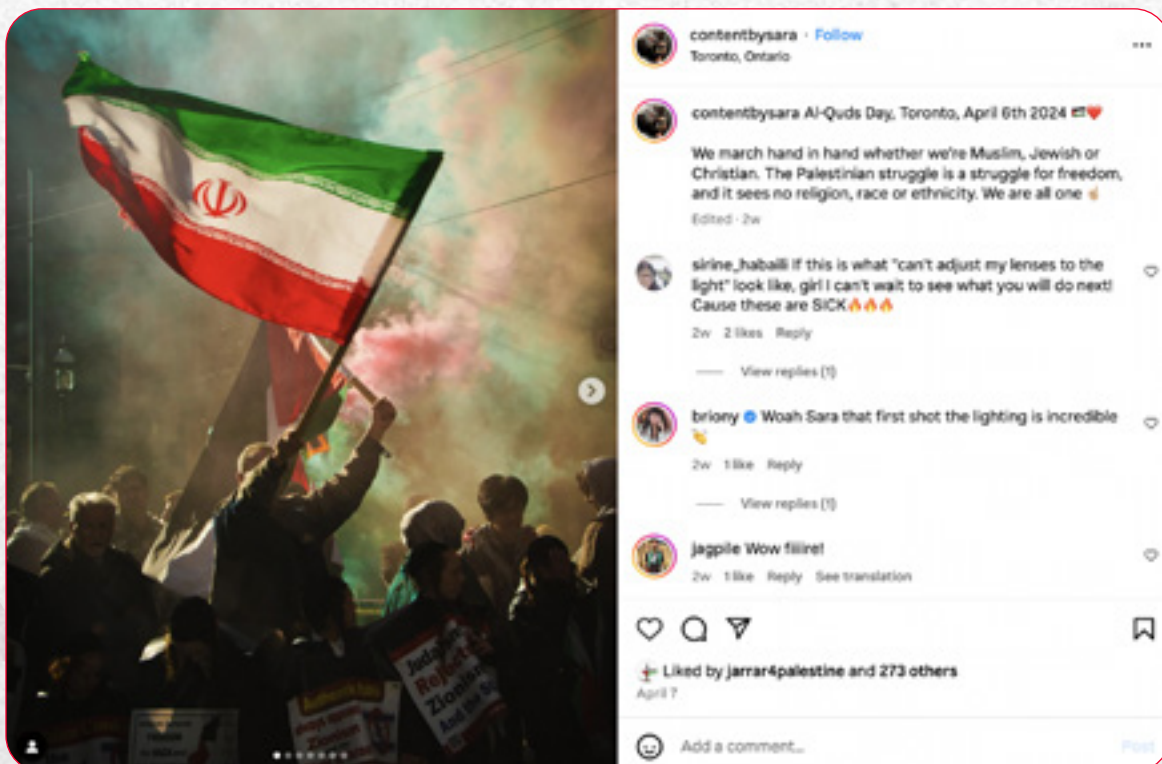 contentbysara · Follow
Toronto, Ontario
contentbysara Al-Quds Day, Toronto, April 6th 2024 🇵🇸❤️
We march hand in hand whether we're Muslim, Jewish or
Christian. The Palestinian struggle is a struggle for freedom,
and it sees no religion, race or ethnicity. We are all one ☝🏼
Edited · 2w
sirine_habaili If this is what "can't adjust my lenses to the
light" look like, girl I can't wait to see what you will do next!
Cause these are SICK🔥🔥🔥
2w 2 likes Reply
View replies (1)
briony Woah Sara that first shot the lighting is incredible
👏
2w 1 like Reply
View replies (1)
jagpile Wow fiiire!
2w 1 like Reply See translation
Liked by jarrar4palestine and 273 others
April 7
Add a comment...
Post
Judaism
Rejects
Zionism
And the
Zionism